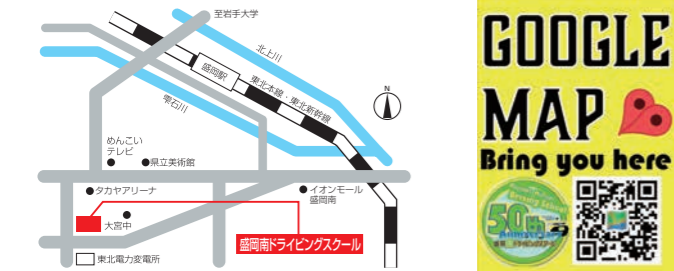 至岩手大学
北上川
盛岡駅
東北本線・東北新幹線
雫石川
N
めんこい
テレビ
県立美術館
タカヤアリーナ
イオンモール
盛岡南
大宮中
盛岡南ドライビングスクール
東北電力変電所
GOOGLE
MAP
Bring you here
50th
Anniversary